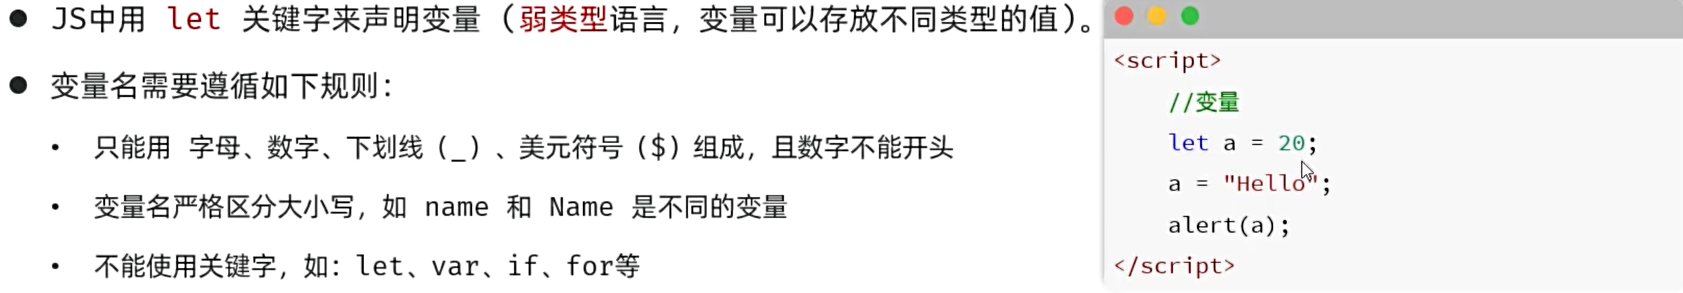 JS中用 let 关键字来声明变量（弱类型语言，变量可以存放不同类型的值）。
变量名需要遵循如下规则：
只能用 字母、数字、下划线（_）、美元符号（$）组成，且数字不能开头
变量名严格区分大小写，如 name 和 Name 是不同的变量
不能使用关键字，如：let、var、if、for等
<script>
//变量
let a = 20;
a = "Hello";
alert(a);
</script>